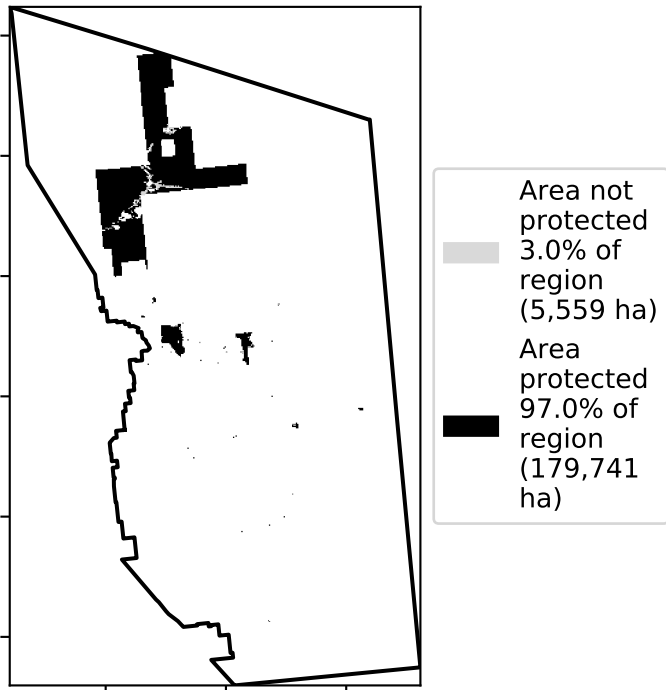 Area not
protected
3.0% of
region
(5,559 ha)
Area
protected
97.0% of
region
(179,741
ha)